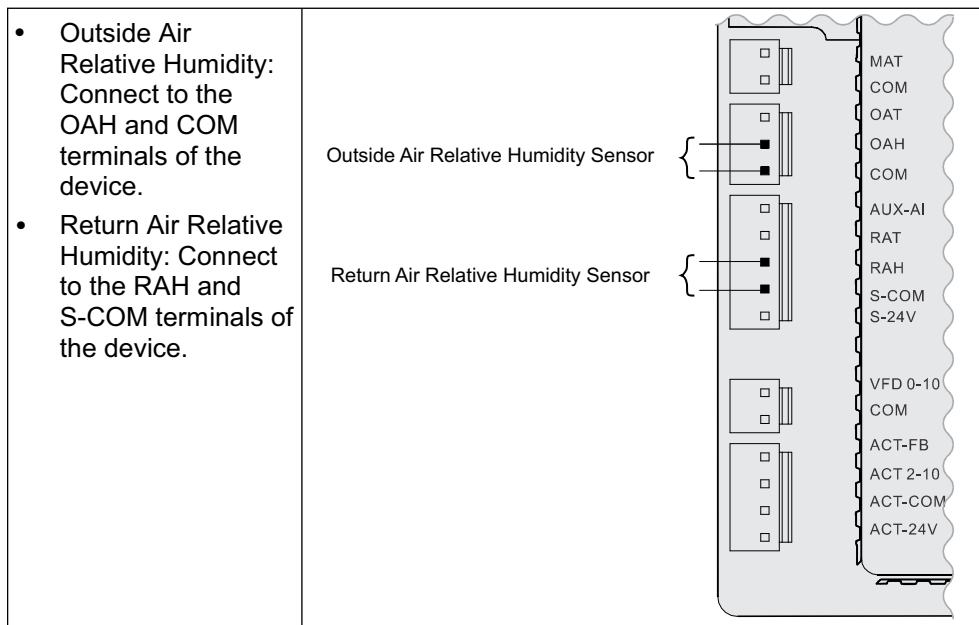 • Outside Air
Relative Humidity:
Connect to the
OAH and COM
terminals of the
device.
• Return Air Relative
Humidity: Connect
to the RAH and
S-COM terminals of
the device.
Outside Air Relative Humidity Sensor
Return Air Relative Humidity Sensor
MAT
COM
OAT
OAH
COM
AUX-AI
RAT
RAH
S-COM
S-24V
VFD 0-10
COM
ACT-FB
ACT 2-10
ACT-COM
ACT-24V